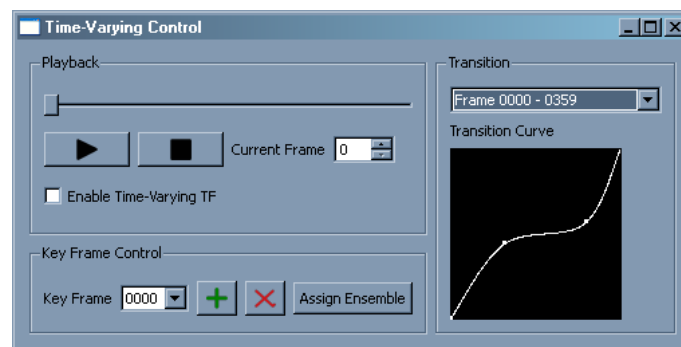 Time-Varying Control
Playback
Current Frame 0
Enable Time-Varying TF
Key Frame Control
Key Frame 0000 Assign Ensemble
Transition
Frame 0000 - 0359
Transition Curve